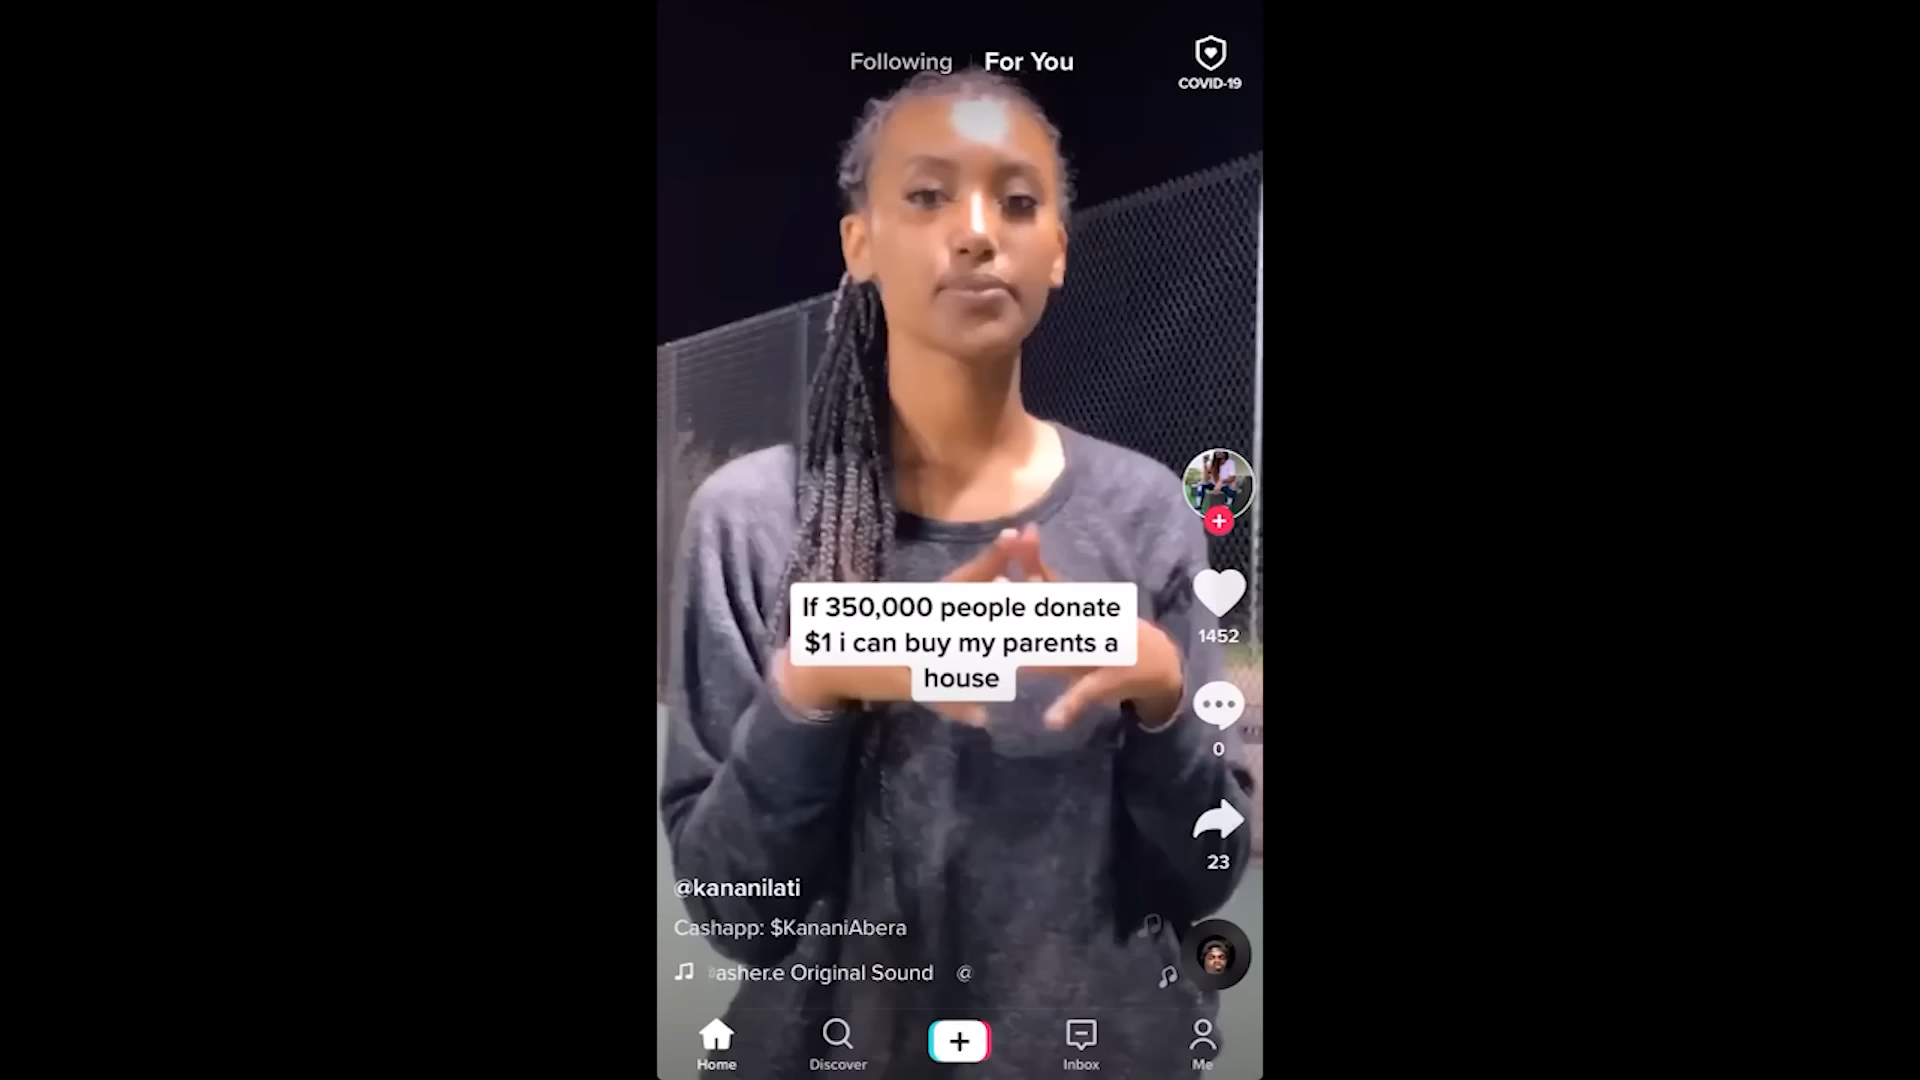 Following
For You
COVID-19
If 350,000 people donate
$1 i can buy my parents a
house
1452
0
23
@kananilati
Cashapp: $KananiAbera
asher.e Original Sound @
Home
Discover
Inbox
Me